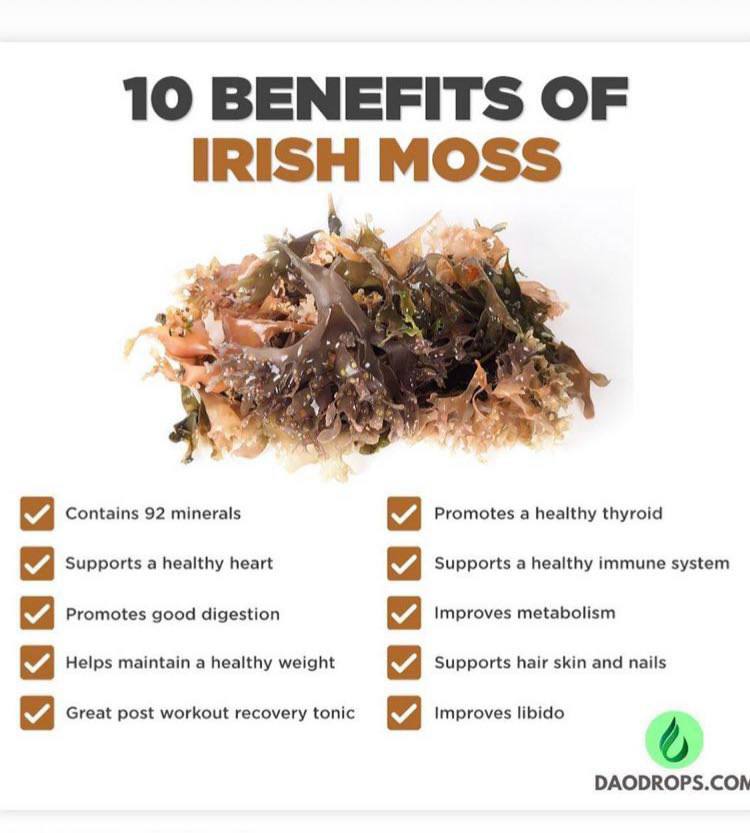 10 BENEFITS OF
IRISH MOSS
Contains 92 minerals
Supports a healthy heart
Promotes good digestion
Helps maintain a healthy weight
Great post workout recovery tonic
Promotes a healthy thyroid
Supports a healthy immune system
Improves metabolism
Supports hair skin and nails
Improves libido
DAODROPS.COM